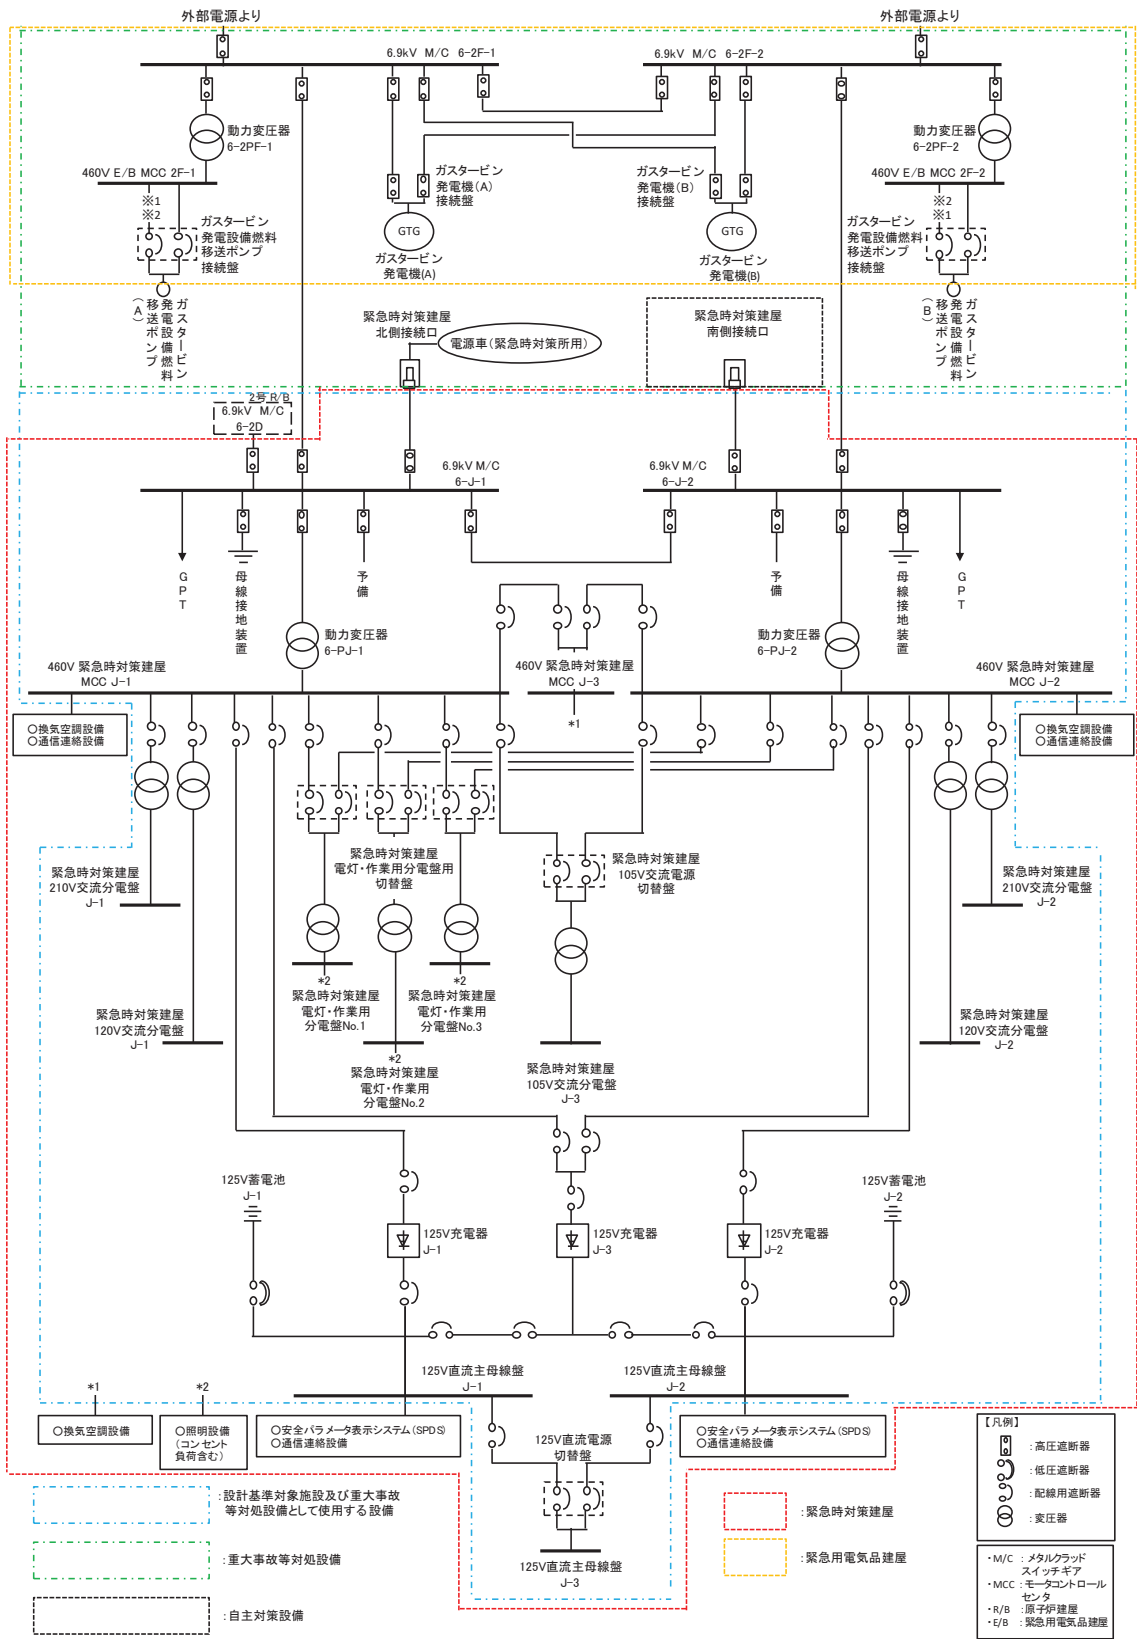 外部電源より
外部電源より
6.9kV M/C 6-2F-1
6.9kV M/C 6-2F-2
動力変圧器
6-2PF-1
動力変圧器
6-2PF-2
460V E/B MCC 2F-1
460V E/B MCC 2F-2
※1
※2
ガスタービン
発電設備燃料
移送ポンプ
接続盤
ガスタービン
発電機(A)
接続盤
GTG
ガスタービン
発電機(A)
ガスタービン
発電機(B)
接続盤
GTG
ガスタービン
発電機(B)
ガスタービン
発電設備燃料
移送ポンプ
接続盤
※2
※1
ガスタービン
発電設備燃料
移送ポンプ
(A)
ガスタービン
発電設備燃料
移送ポンプ
(B)
緊急時対策建屋
北側接続口
電源車(緊急時対策所用)
緊急時対策建屋
南側接続口
2号 R/B
6.9kV M/C
6-2D
6.9kV M/C
6-J-1
6.9kV M/C
6-J-2
GPT
母線接地装置
予備
予備
母線接地装置
GPT
動力変圧器
6-PJ-1
動力変圧器
6-PJ-2
460V 緊急時対策建屋
MCC J-1
460V 緊急時対策建屋
MCC J-3
460V 緊急時対策建屋
MCC J-2
*1
○換気空調設備
○通信連絡設備
○換気空調設備
○通信連絡設備
緊急時対策建屋
電灯・作業用分電盤用
切替盤
緊急時対策建屋
105V交流電源
切替盤
緊急時対策建屋
210V交流分電盤
J-1
緊急時対策建屋
210V交流分電盤
J-2
*2
緊急時対策建屋
電灯・作業用
分電盤No.1
*2
緊急時対策建屋
電灯・作業用
分電盤No.3
緊急時対策建屋
120V交流分電盤
J-1
緊急時対策建屋
120V交流分電盤
J-2
*2
緊急時対策建屋
電灯・作業用
分電盤No.2
緊急時対策建屋
105V交流分電盤
J-3
125V蓄電池
J-1
125V蓄電池
J-2
125V充電器
J-1
125V充電器
J-3
125V充電器
J-2
125V直流主母線盤
J-1
125V直流主母線盤
J-2
*1
*2
○換気空調設備
○照明設備
(コンセント
負荷含む)
○安全パラメータ表示システム(SPDS)
○通信連絡設備
125V直流電源
切替盤
○安全パラメータ表示システム(SPDS)
○通信連絡設備
125V直流主母線盤
J-3
【凡例】
:高圧遮断器
:低圧遮断器
:配線用遮断器
:変圧器
:設計基準対象施設及び重大事故
等対処設備として使用する設備
:重大事故等対処設備
:自主対策設備
:緊急時対策建屋
:緊急用電気品建屋
・M/C :メタルクラッド
スイッチギア
・MCC :モータコントロール
センタ
・R/B :原子炉建屋
・E/B :緊急用電気品建屋